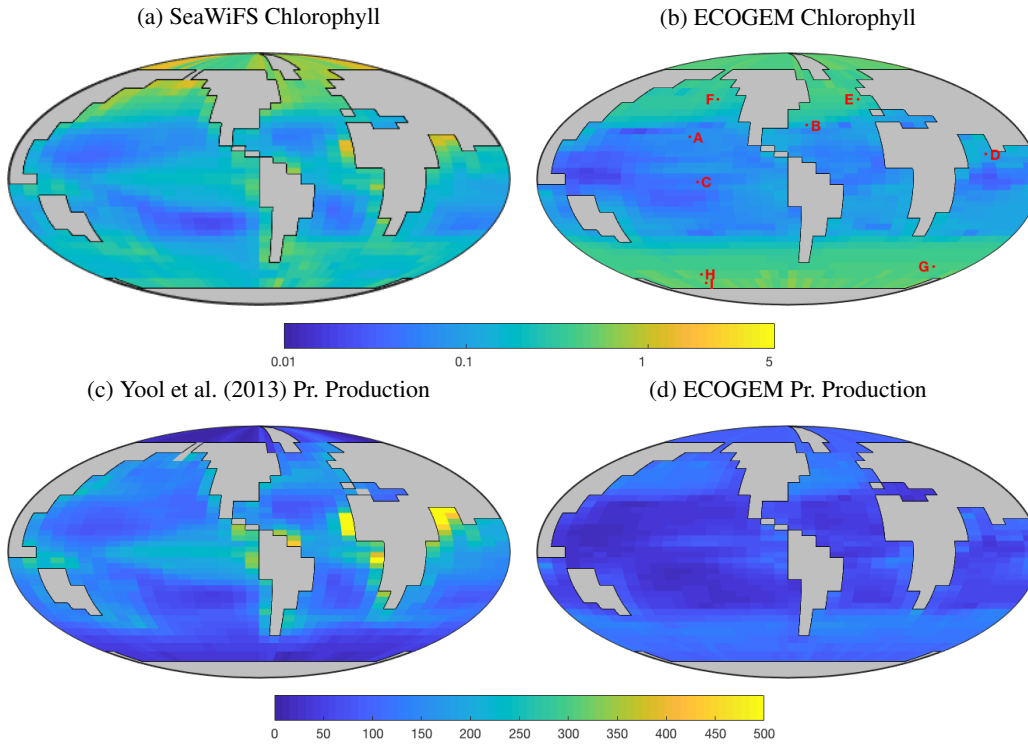 (a) SeaWiFS Chlorophyll
(b) ECOGEM Chlorophyll
F
E
B
A
D
C
G
H
I
0.01
0.1
1
5
(c) Yool et al. (2013) Pr. Production
(d) ECOGEM Pr. Production
0
50
100
150
200
250
300
350
400
450
500